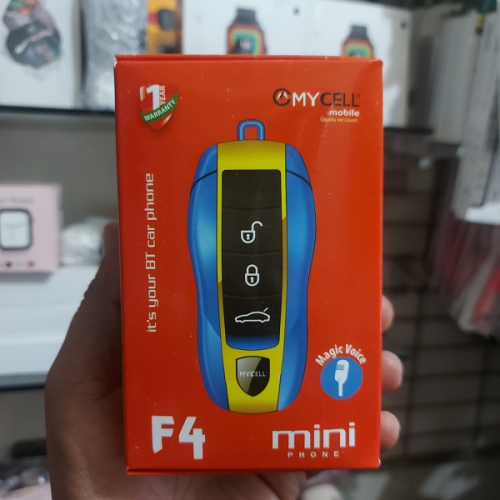 1
YEAR
WARRANTY
MYCELL
mobile
Quality we count
it's your BT car phone
MYCELL
Magic Voice
F4
mini
PHONE